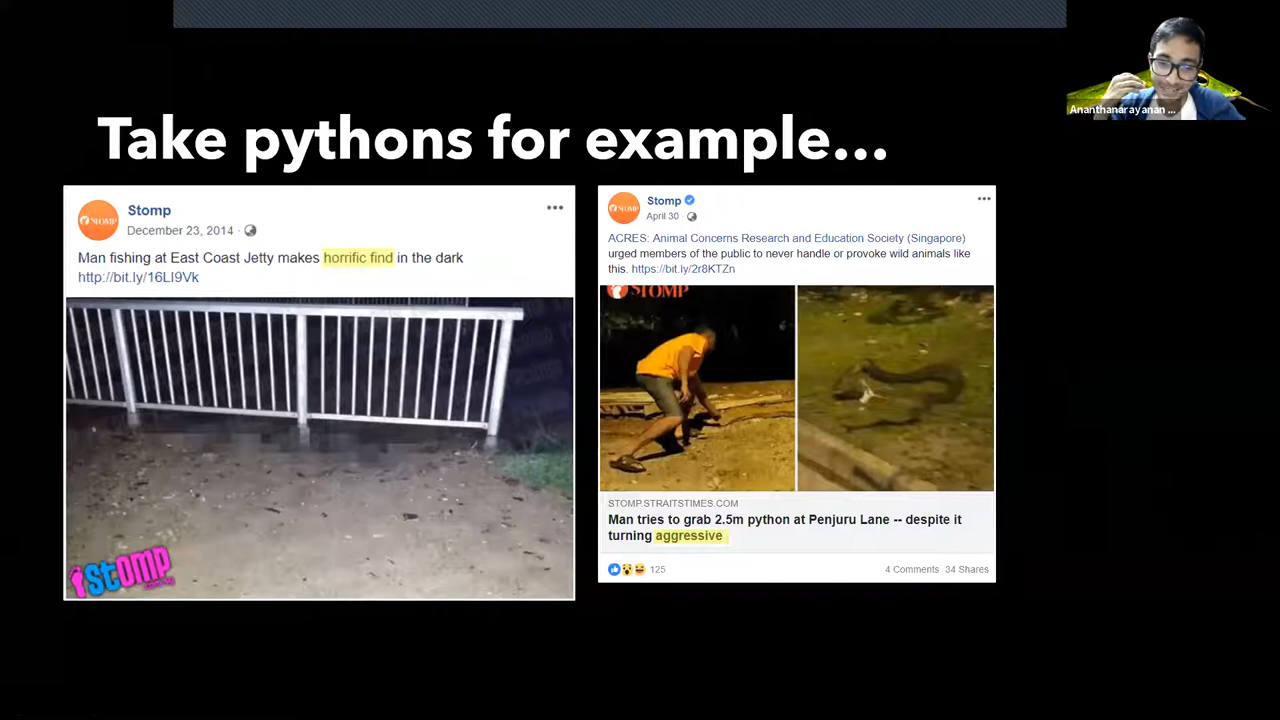 Ananthanarayanan ...
Take pythons for example...
Stomp
December 23, 2014 ·
Man fishing at East Coast Jetty makes horrific find in the dark
http://bit.ly/16LI9Vk
STOMP
stomp
Stomp
April 30 ·
ACRES: Animal Concerns Research and Education Society (Singapore)
urged members of the public to never handle or provoke wild animals like
this. https://bit.ly/2r8KTZn
STOMP
STOMP
STOMP.STRAITSTIMES.COM
Man tries to grab 2.5m python at Penjuru Lane -- despite it
turning aggressive
125
4 Comments 34 Shares